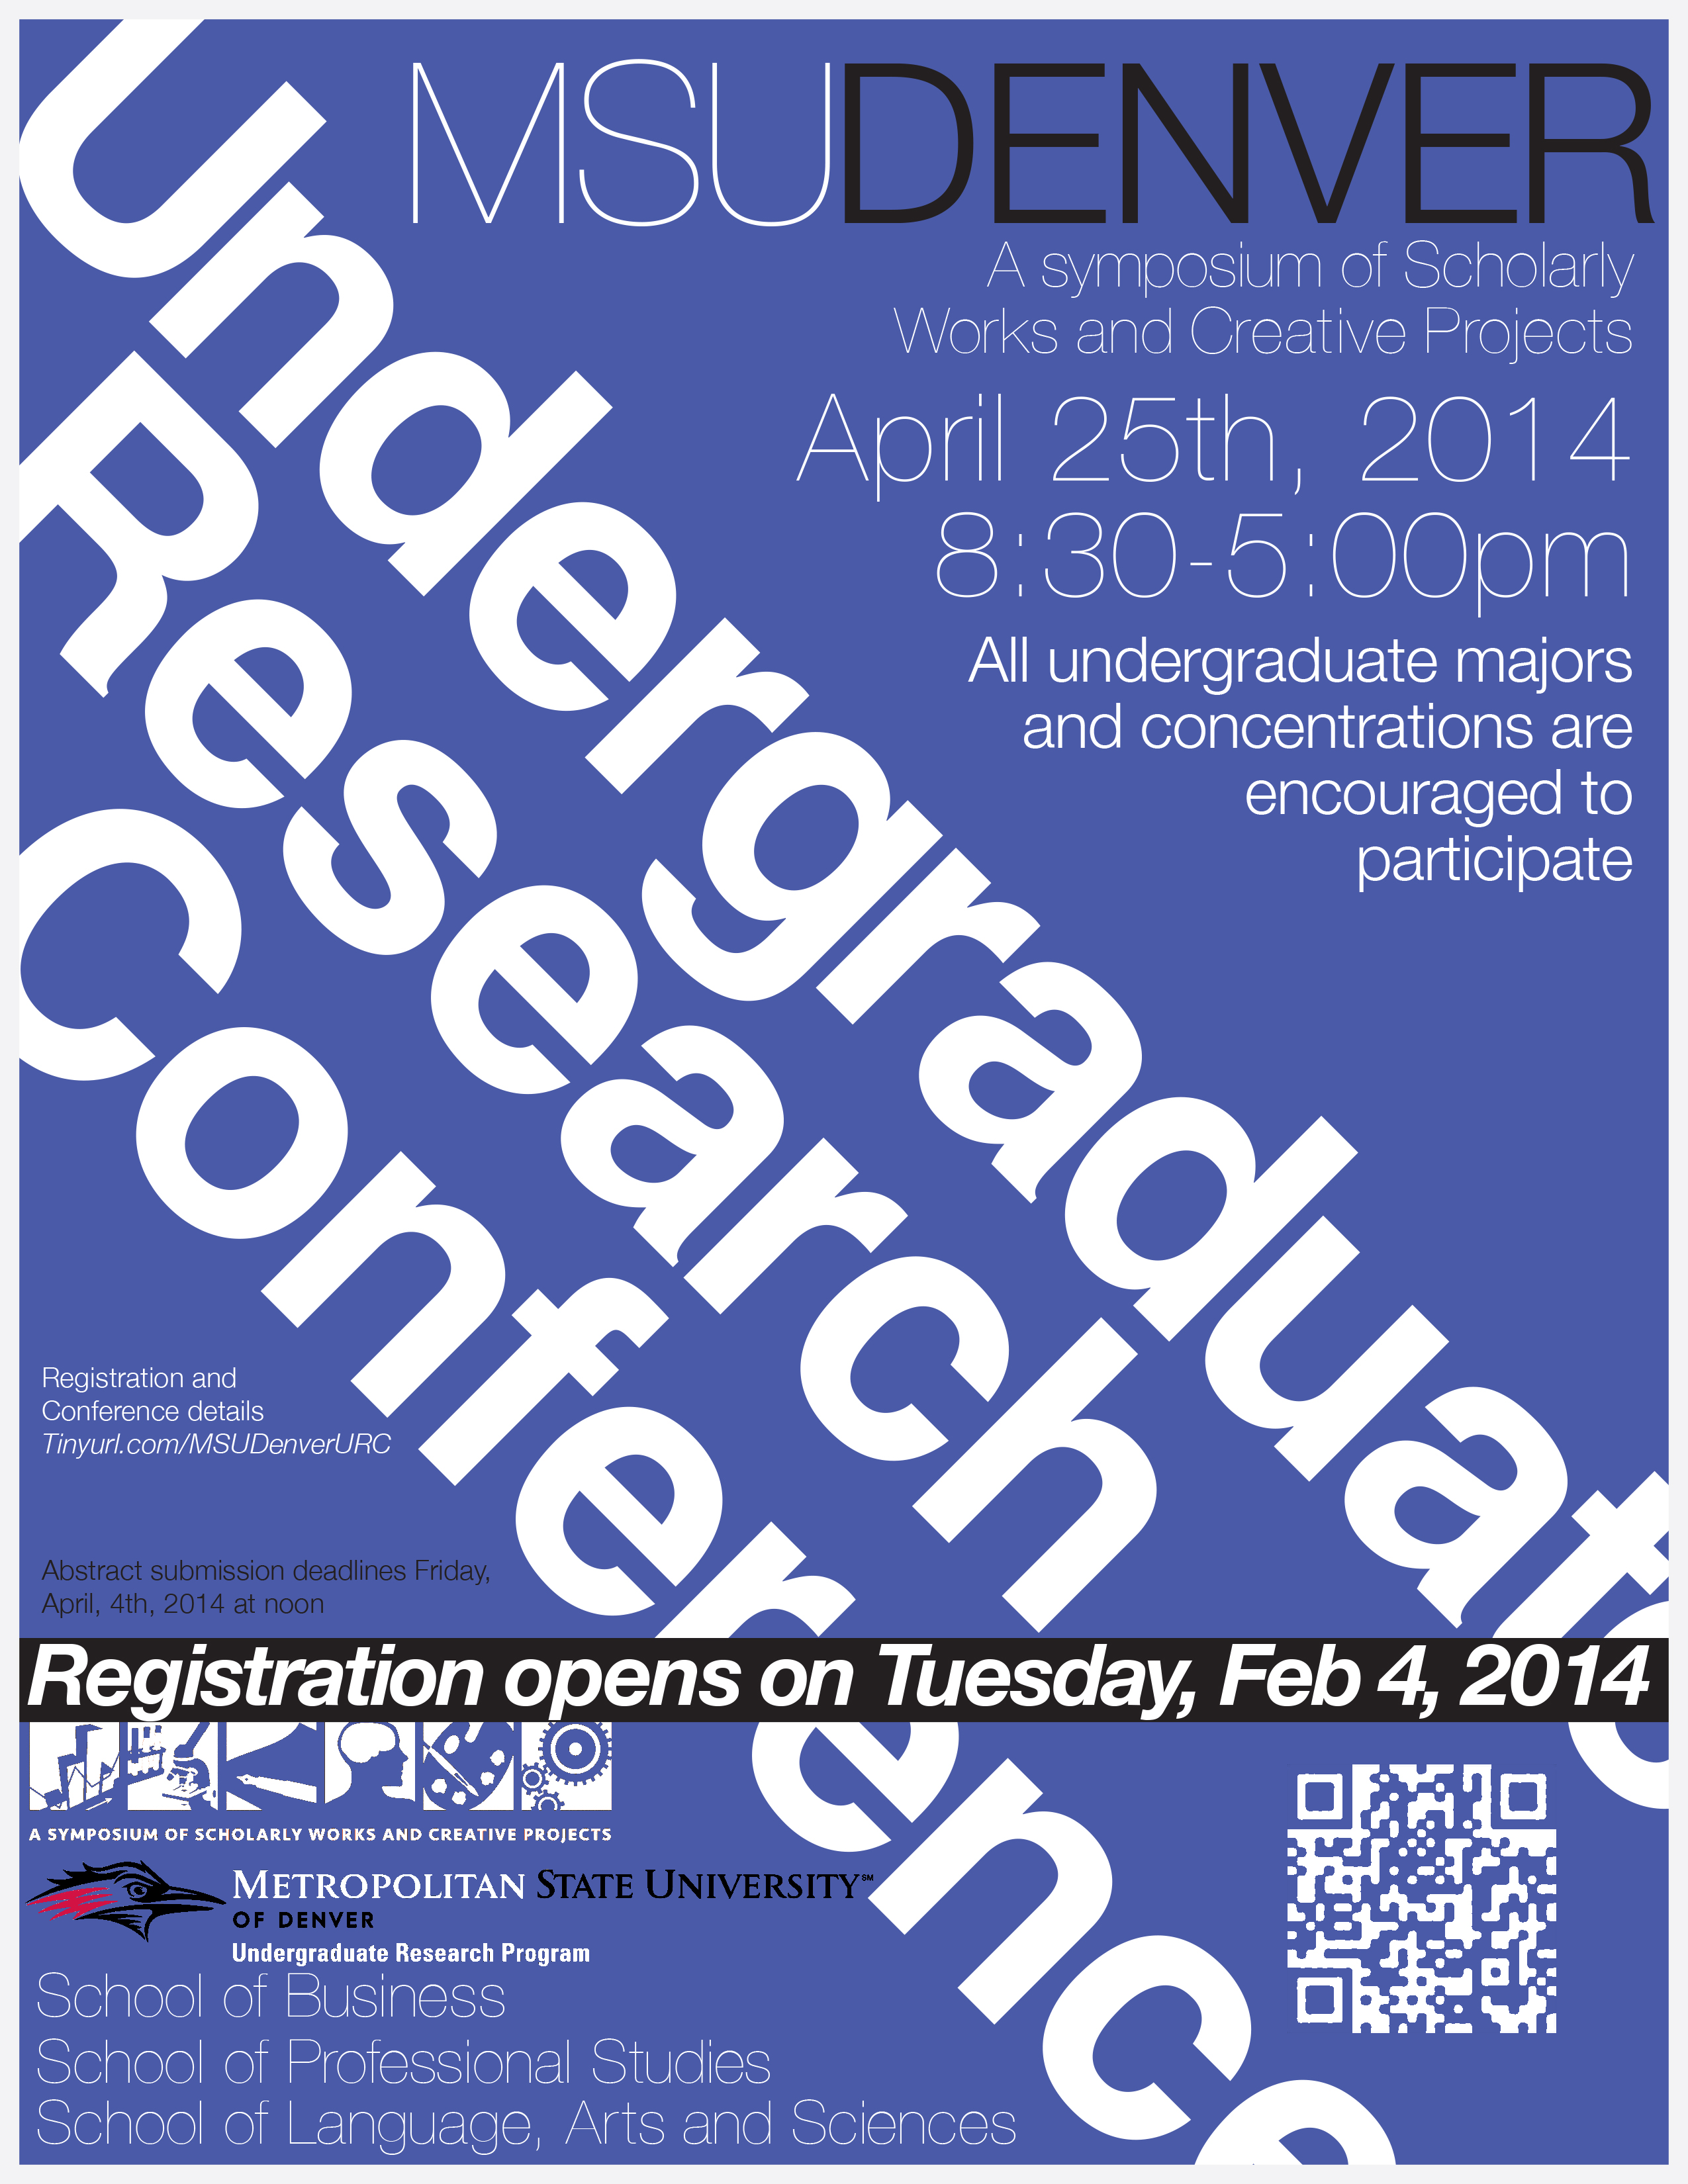 MSUDENVER
A symposium of Scholarly
Works and Creative Projects
April 25th, 2014
8:30-5:00pm
All undergraduate majors
and concentrations are
encouraged to
participate
Undergraduate
Research
Conference
Registration and
Conference details
Tinyurl.com/MSUDenverURC
Abstract submission deadlines Friday,
April, 4th, 2014 at noon
Registration opens on Tuesday, Feb 4, 2014
A SYMPOSIUM OF SCHOLARLY WORKS AND CREATIVE PROJECTS
METROPOLITAN STATE UNIVERSITY℠
OF DENVER
Undergraduate Research Program
School of Business
School of Professional Studies
School of Language, Arts and Sciences